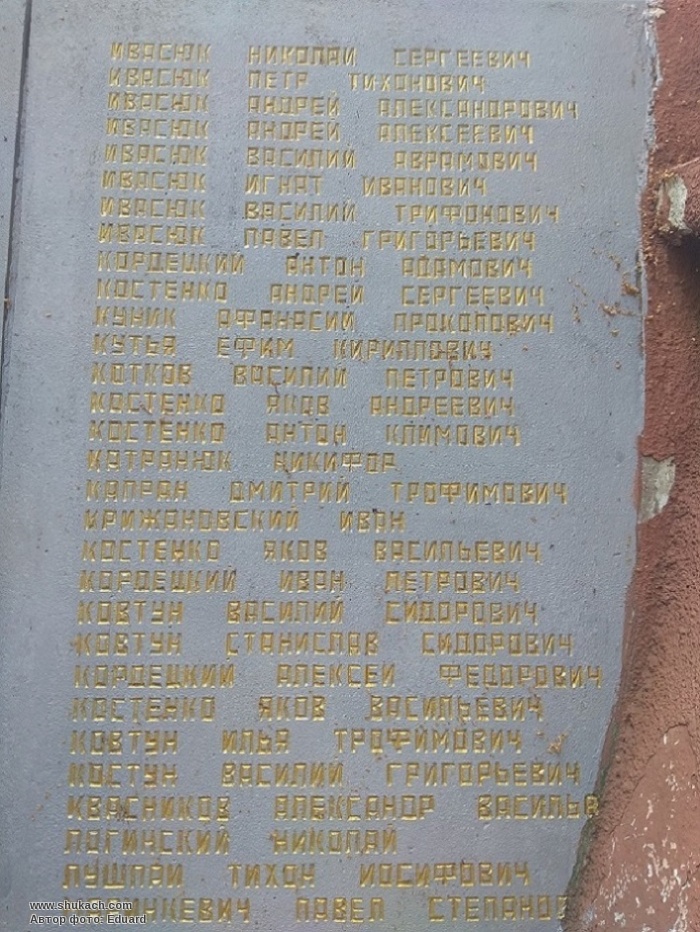 ИВАСЮК НИКОЛАЙ СЕРГЕЕВИЧ
ИВАСЮК ПЕТР ТИХОНОВИЧ
ИВАСЮК АНДРЕЙ АЛЕКСАНДРОВИЧ
ИВАСЮК АНДРЕЙ АЛЕКСЕЕВИЧ
ИВАСЮК ВАСИЛИЙ АВРАМОВИЧ
ИВАСЮК ИГНАТ ИВАНОВИЧ
ИВАСЮК ВАСИЛИЙ ТРИФОНОВИЧ
ИВАСЮК ПАВЕЛ ГРИГОРЬЕВИЧ
КОРДЕЦКИЙ АНТОН АДАМОВИЧ
КОСТЕНКО АНДРЕЙ СЕРГЕЕВИЧ
КУНИК АФАНАСИЙ ПРОКОПОВИЧ
КУТЬЯ ЕФИМ КИРИЛЛОВИЧ
КОТКОВ ВАСИЛИЙ ПЕТРОВИЧ
КОСТЕНКО ЯКОВ АНДРЕЕВИЧ
КОСТЕНКО АНТОН КЛИМОВИЧ
КАТРАНЮК НИКИФОР
КАПРАН ДМИТРИЙ ТРОФИМОВИЧ
КРИЖАНОВСКИЙ ИВАН
КОСТЕНКО ЯКОВ ВАСИЛЬЕВИЧ
КОРДЕЦКИЙ ИВАН ПЕТРОВИЧ
КОВТУН ВАСИЛИЙ СИДОРОВИЧ
КОВТУН СТАНИСЛАВ СИДОРОВИЧ
КОРДЕЦКИЙ АЛЕКСЕЙ ФЕДОРОВИЧ
КОСТЕНКО ЯКОВ ВАСИЛЬЕВИЧ
КОВТУН ИЛЬЯ ТРОФИМОВИЧ
КОСТУН ВАСИЛИЙ ГРИГОРЬЕВИЧ
КВАСНИКОВ АЛЕКСАНДР ВАСИЛЬЕ
ЛОГИНСКИЙ НИКОЛАЙ
ЛУШПАЙ ТИХОН ИОСИФОВИЧ
ПАВЕЛ СТЕПАНО
www.shukach.com
Автор фото: Eduard